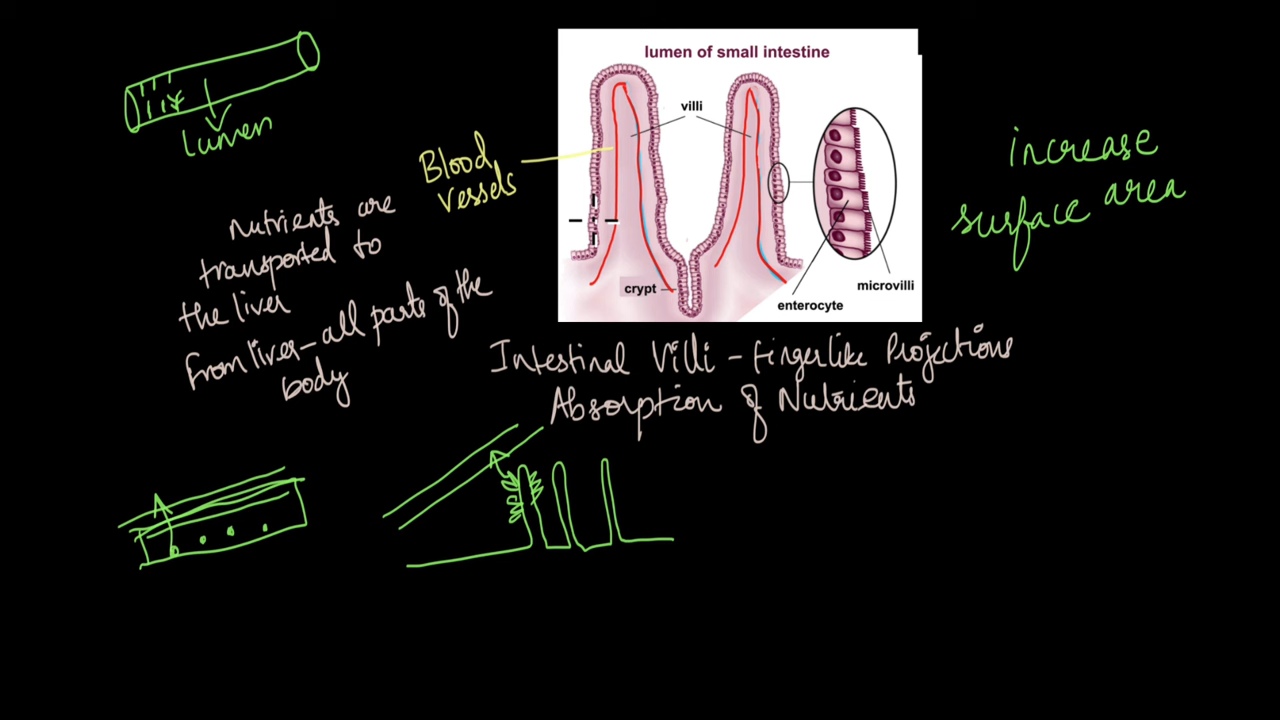 lumen of small intestine
villi
crypt
enterocyte
microvilli
lumen
Blood
vessels
increase
surface area
nutrients are
transported to
the liver
From liver - all parts of the
body
Intestinal Villi - fingerlike Projections
Absorption of Nutrients